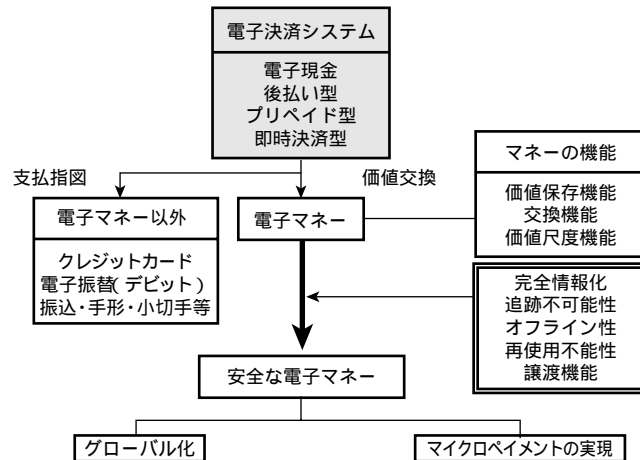 電子決済システム
電子現金
後払い型
プリペイド型
即時決済型
支払指図
価値交換
マネーの機能
価値保存機能
交換機能
価値尺度機能
電子マネー以外
クレジットカード
電子振替(デビット)
振込・手形・小切手等
電子マネー
完全情報化
追跡不可能性
オフライン性
再使用不能性
譲渡機能
安全な電子マネー
グローバル化
マイクロペイメントの実現